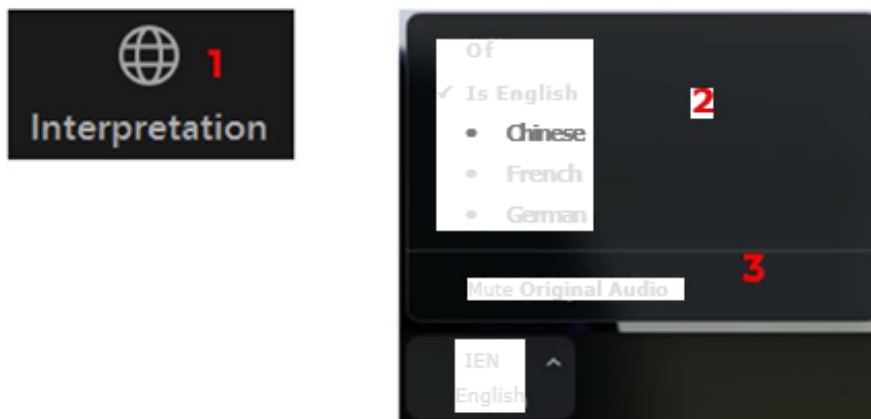 1
Interpretation
Of
✓ Is English
2
• Chinese
• French
• German
3
Mute Original Audio
IEN
English